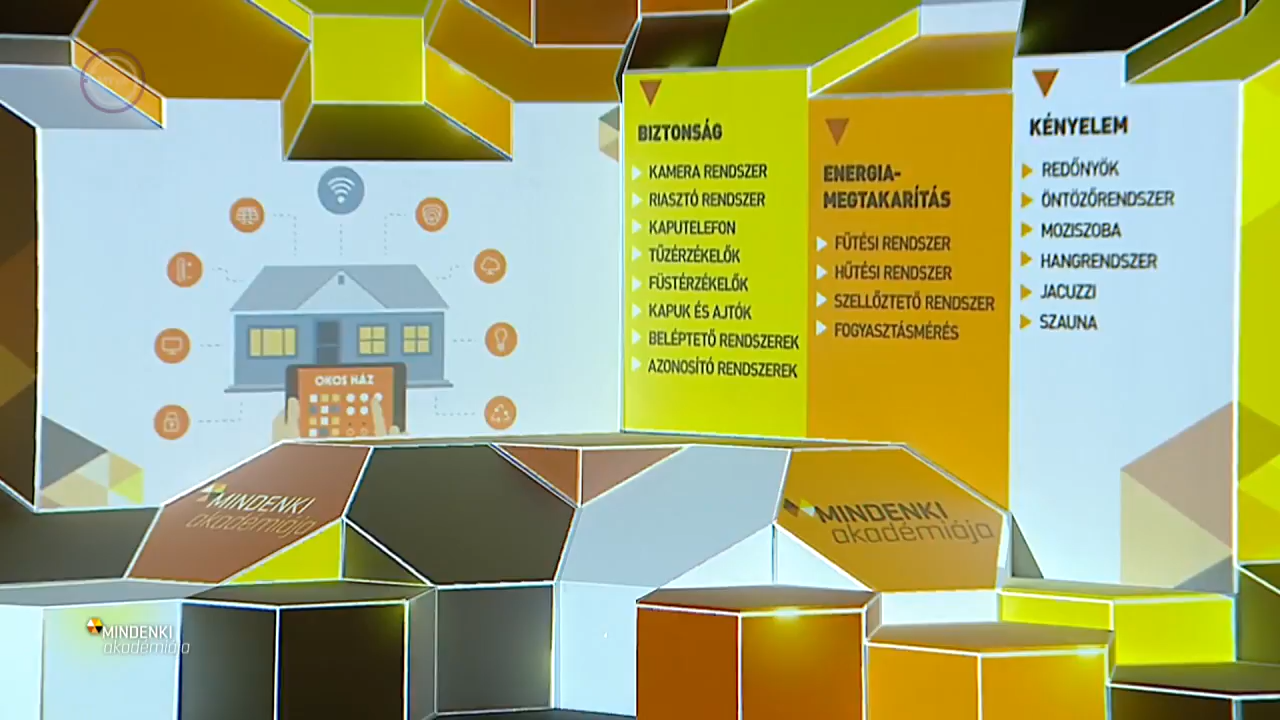 OKOS HÁZ
BIZTONSÁG
KAMERA RENDSZER
RIASZTÓ RENDSZER
KAPUTELEFON
TŰZÉRZÉKELŐK
FÜSTÉRZÉKELŐK
KAPUK ÉS AJTÓK
BELÉPTETŐ RENDSZEREK
AZONOSÍTÓ RENDSZEREK
ENERGIA-
MEGTAKARÍTÁS
FŰTÉSI RENDSZER
HŰTÉSI RENDSZER
SZELLŐZTETŐ RENDSZER
FOGYASZTÁSMÉRÉS
KÉNYELEM
REDŐNYÖK
ÖNTÖZŐRENDSZER
MOZISZOBA
HANGRENDSZER
JACUZZI
SZAUNA
MINDENKI
akadémiája
MINDENKI
akadémiája
MINDENKI
akadémiája